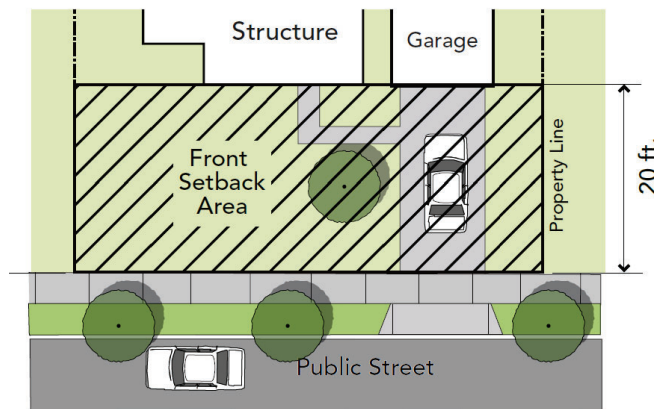 Structure
Garage
Front
Setback
Area
Property Line
20 ft.
Public Street